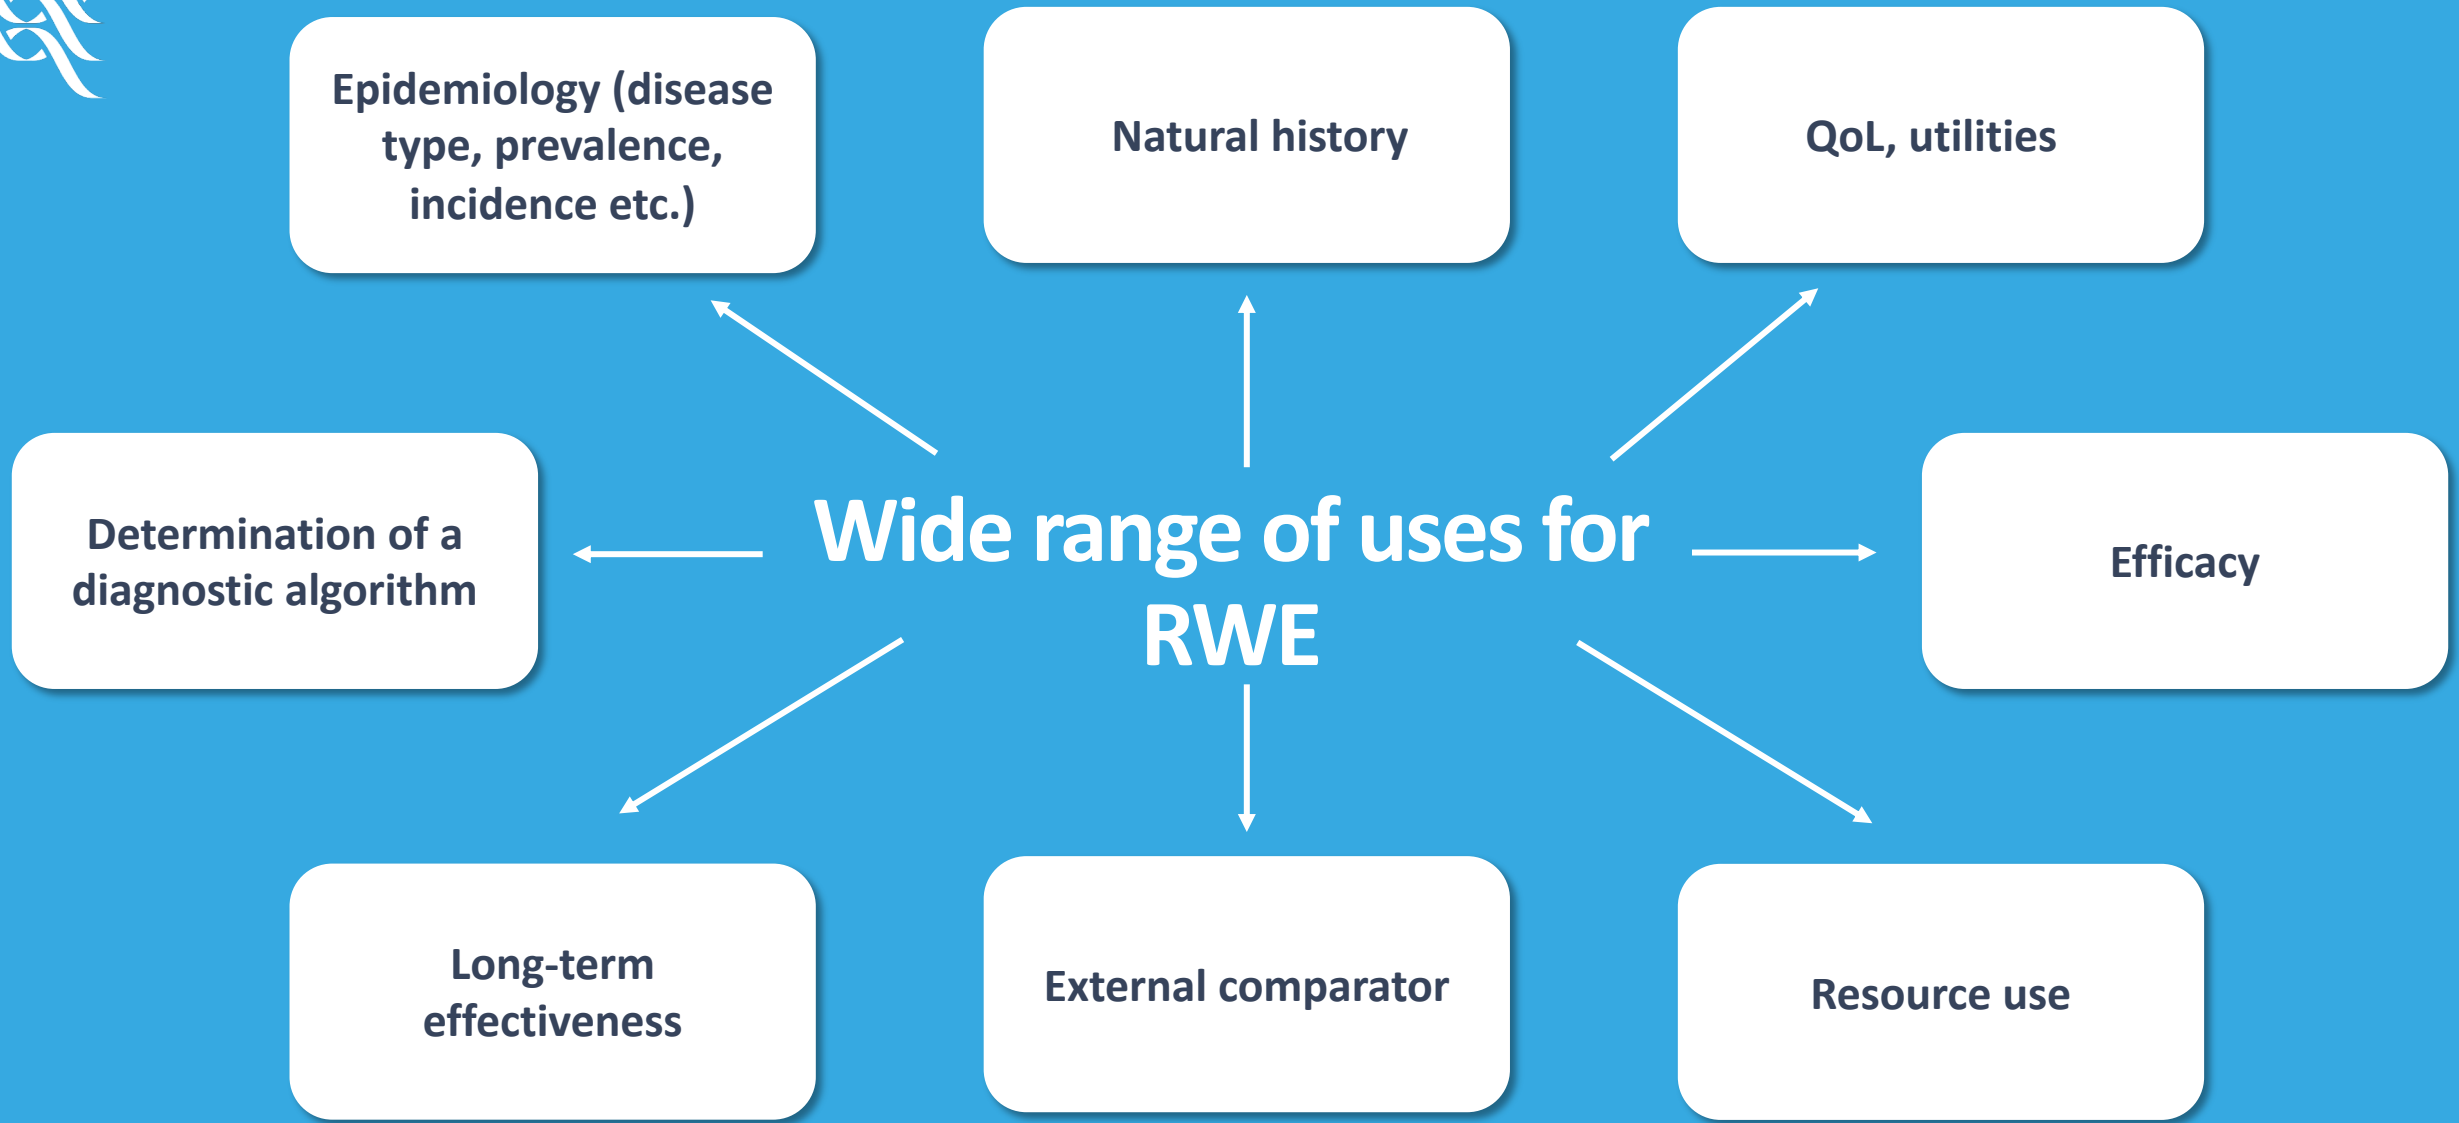 Epidemiology (disease
type, prevalence,
incidence etc.)
Natural history
QoL, utilities
Determination of a
diagnostic algorithm
Wide range of uses for
RWE
Efficacy
Long-term
effectiveness
External comparator
Resource use